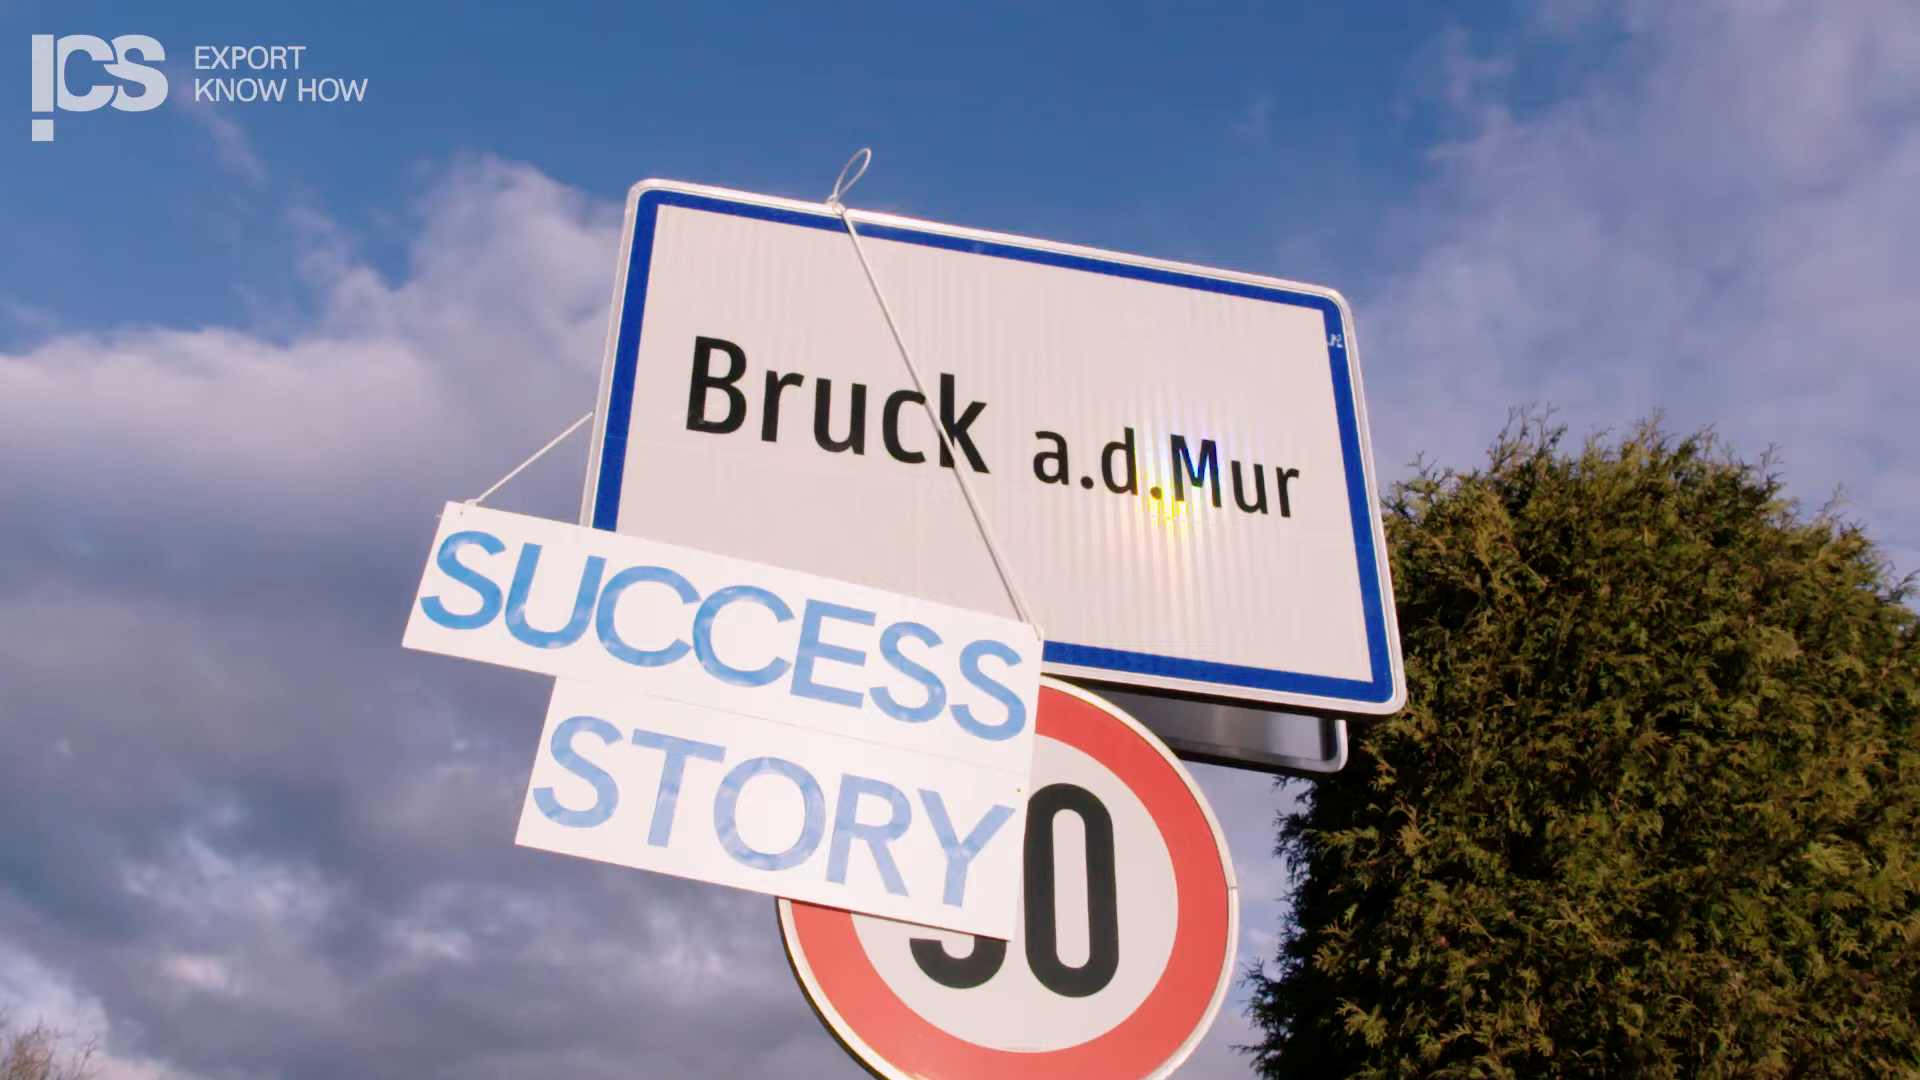 ICS EXPORT
KNOW HOW
Bruck a.d.Mur
SUCCESS
STORY